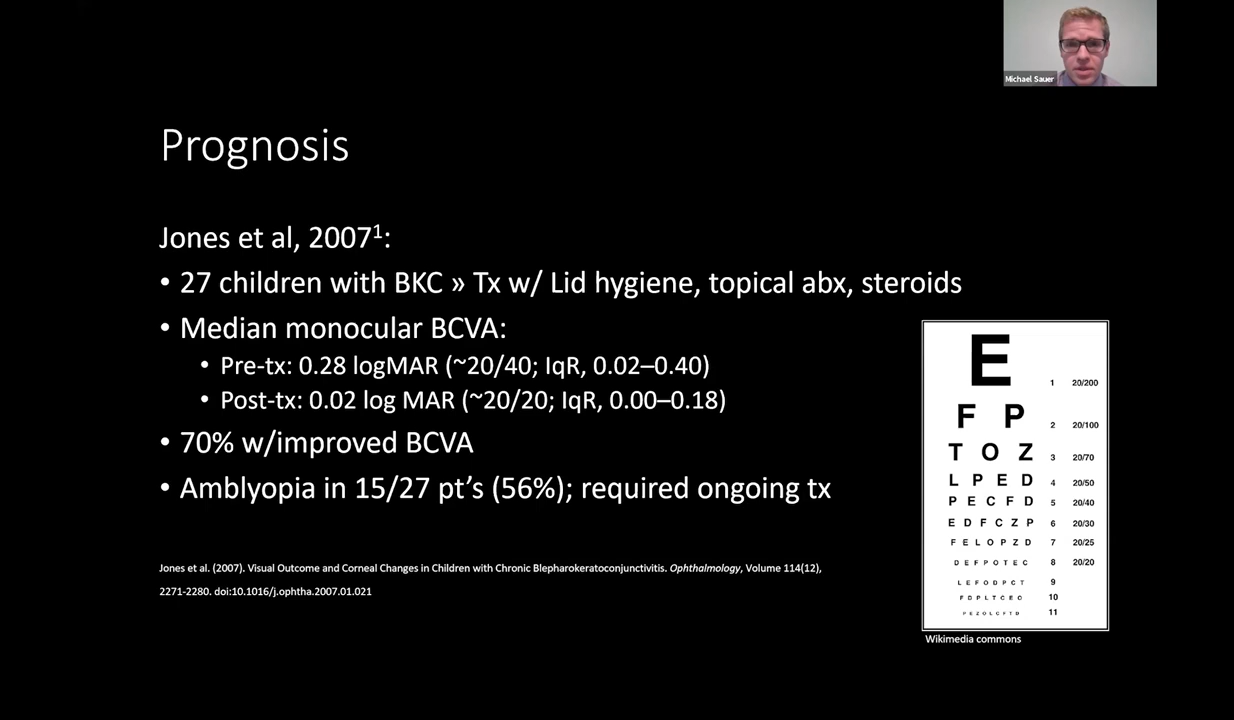 Michael Sauer
Prognosis
Jones et al, 2007¹:
• 27 children with BKC » Tx w/ Lid hygiene, topical abx, steroids
• Median monocular BCVA:
• Pre-tx: 0.28 logMAR (~20/40; IqR, 0.02–0.40)
• Post-tx: 0.02 log MAR (~20/20; IqR, 0.00–0.18)
• 70% w/improved BCVA
• Amblyopia in 15/27 pt’s (56%); required ongoing tx
Jones et al. (2007). Visual Outcome and Corneal Changes in Children with Chronic Blepharokeratoconjunctivitis. Ophthalmology, Volume 114(12),
2271-2280. doi:10.1016/j.ophtha.2007.01.021
E 1 20/200
F P 2 20/100
T O Z 3 20/70
L P E D 4 20/50
P E C F D 5 20/40
E D F C Z P 6 20/30
F E L O P Z D 7 20/25
D E F P O T E C 8 20/20
L E F O D P C T 9
F D P L T C E O 10
P E Z O L C F T D 11
Wikimedia commons